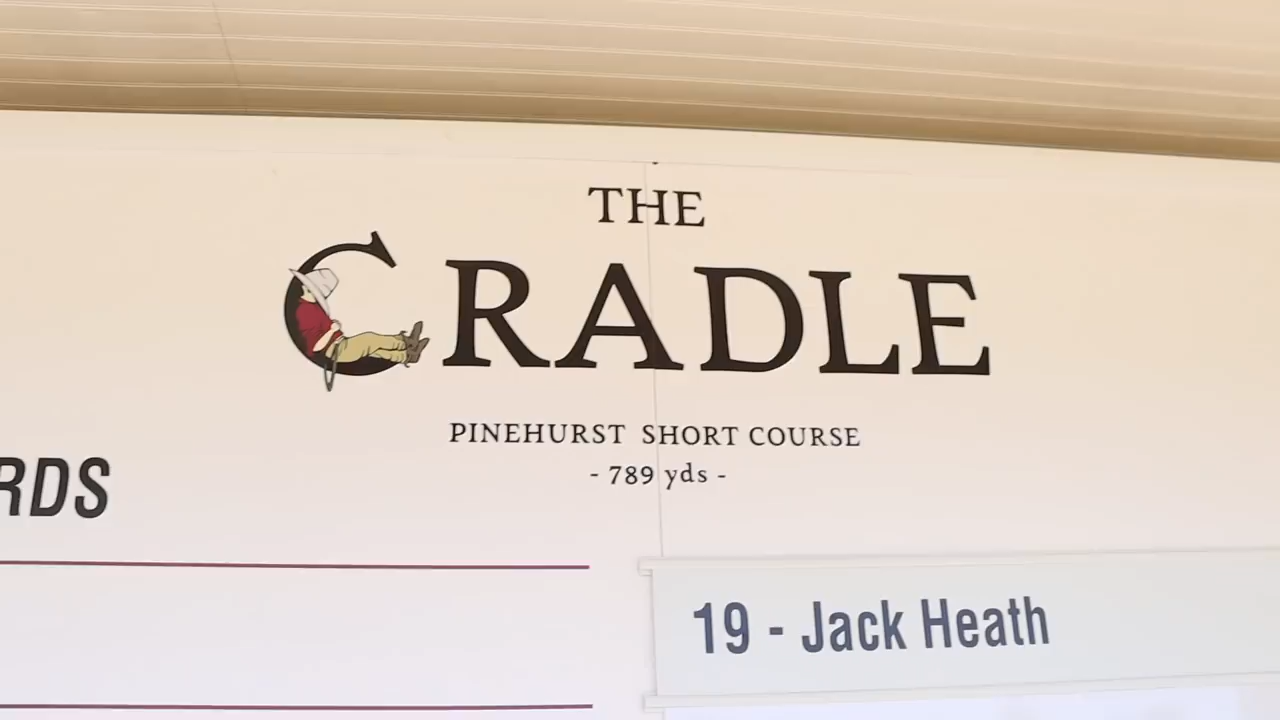 THE
CRADLE
PINEHURST SHORT COURSE
- 789 yds -
RDS
19 - Jack Heath